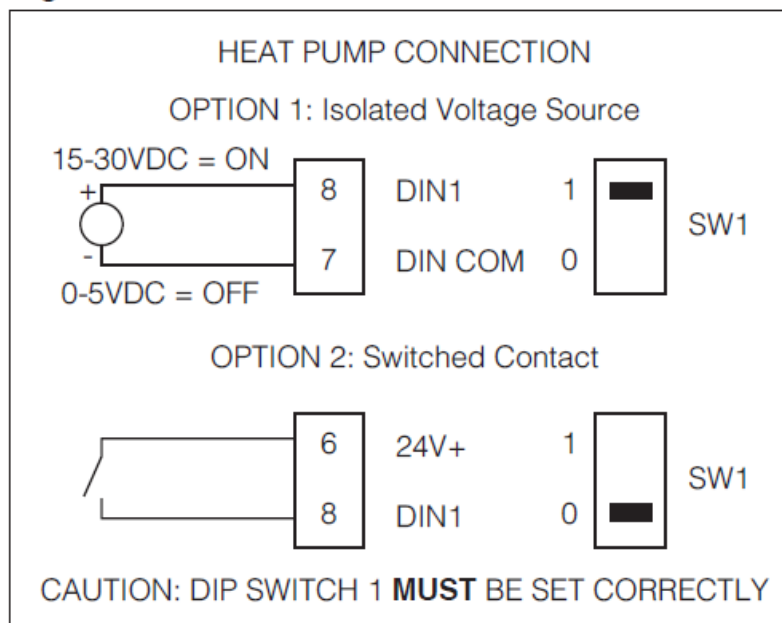 HEAT PUMP CONNECTION
OPTION 1: Isolated Voltage Source
15-30VDC = ON
+
8 DIN1 1
SW1
-
7 DIN COM 0
0-5VDC = OFF
OPTION 2: Switched Contact
6 24V+ 1
SW1
8 DIN1 0
CAUTION: DIP SWITCH 1 MUST BE SET CORRECTLY